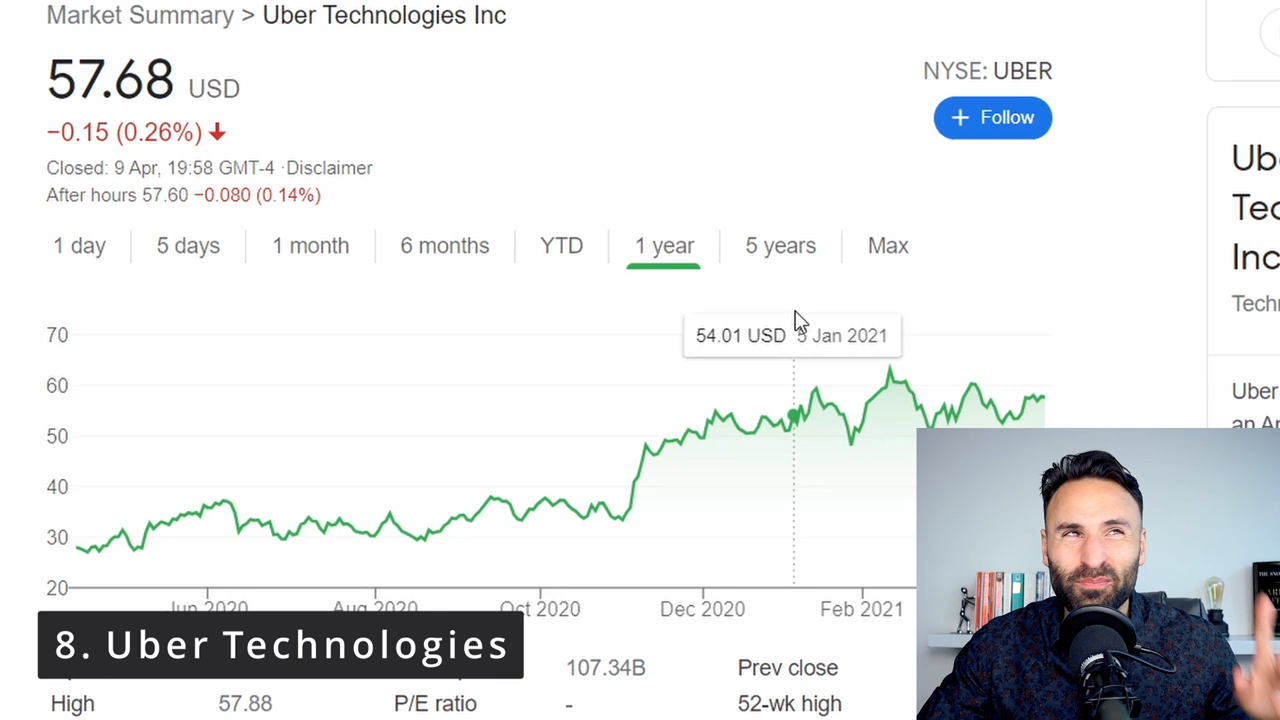 Market Summary > Uber Technologies Inc
57.68 USD
−0.15 (0.26%)
Closed: 9 Apr, 19:58 GMT-4 ·Disclaimer
After hours 57.60 −0.080 (0.14%)
NYSE: UBER
+ Follow
1 day
5 days
1 month
6 months
YTD
1 year
5 years
Max
54.01 USD 5 Jan 2021
70
60
50
40
30
20
Jun 2020
Aug 2020
Oct 2020
Dec 2020
Feb 2021
8. Uber Technologies
107.34B
Prev close
High
57.88
P/E ratio
-
52-wk high
Inc
Uber
an